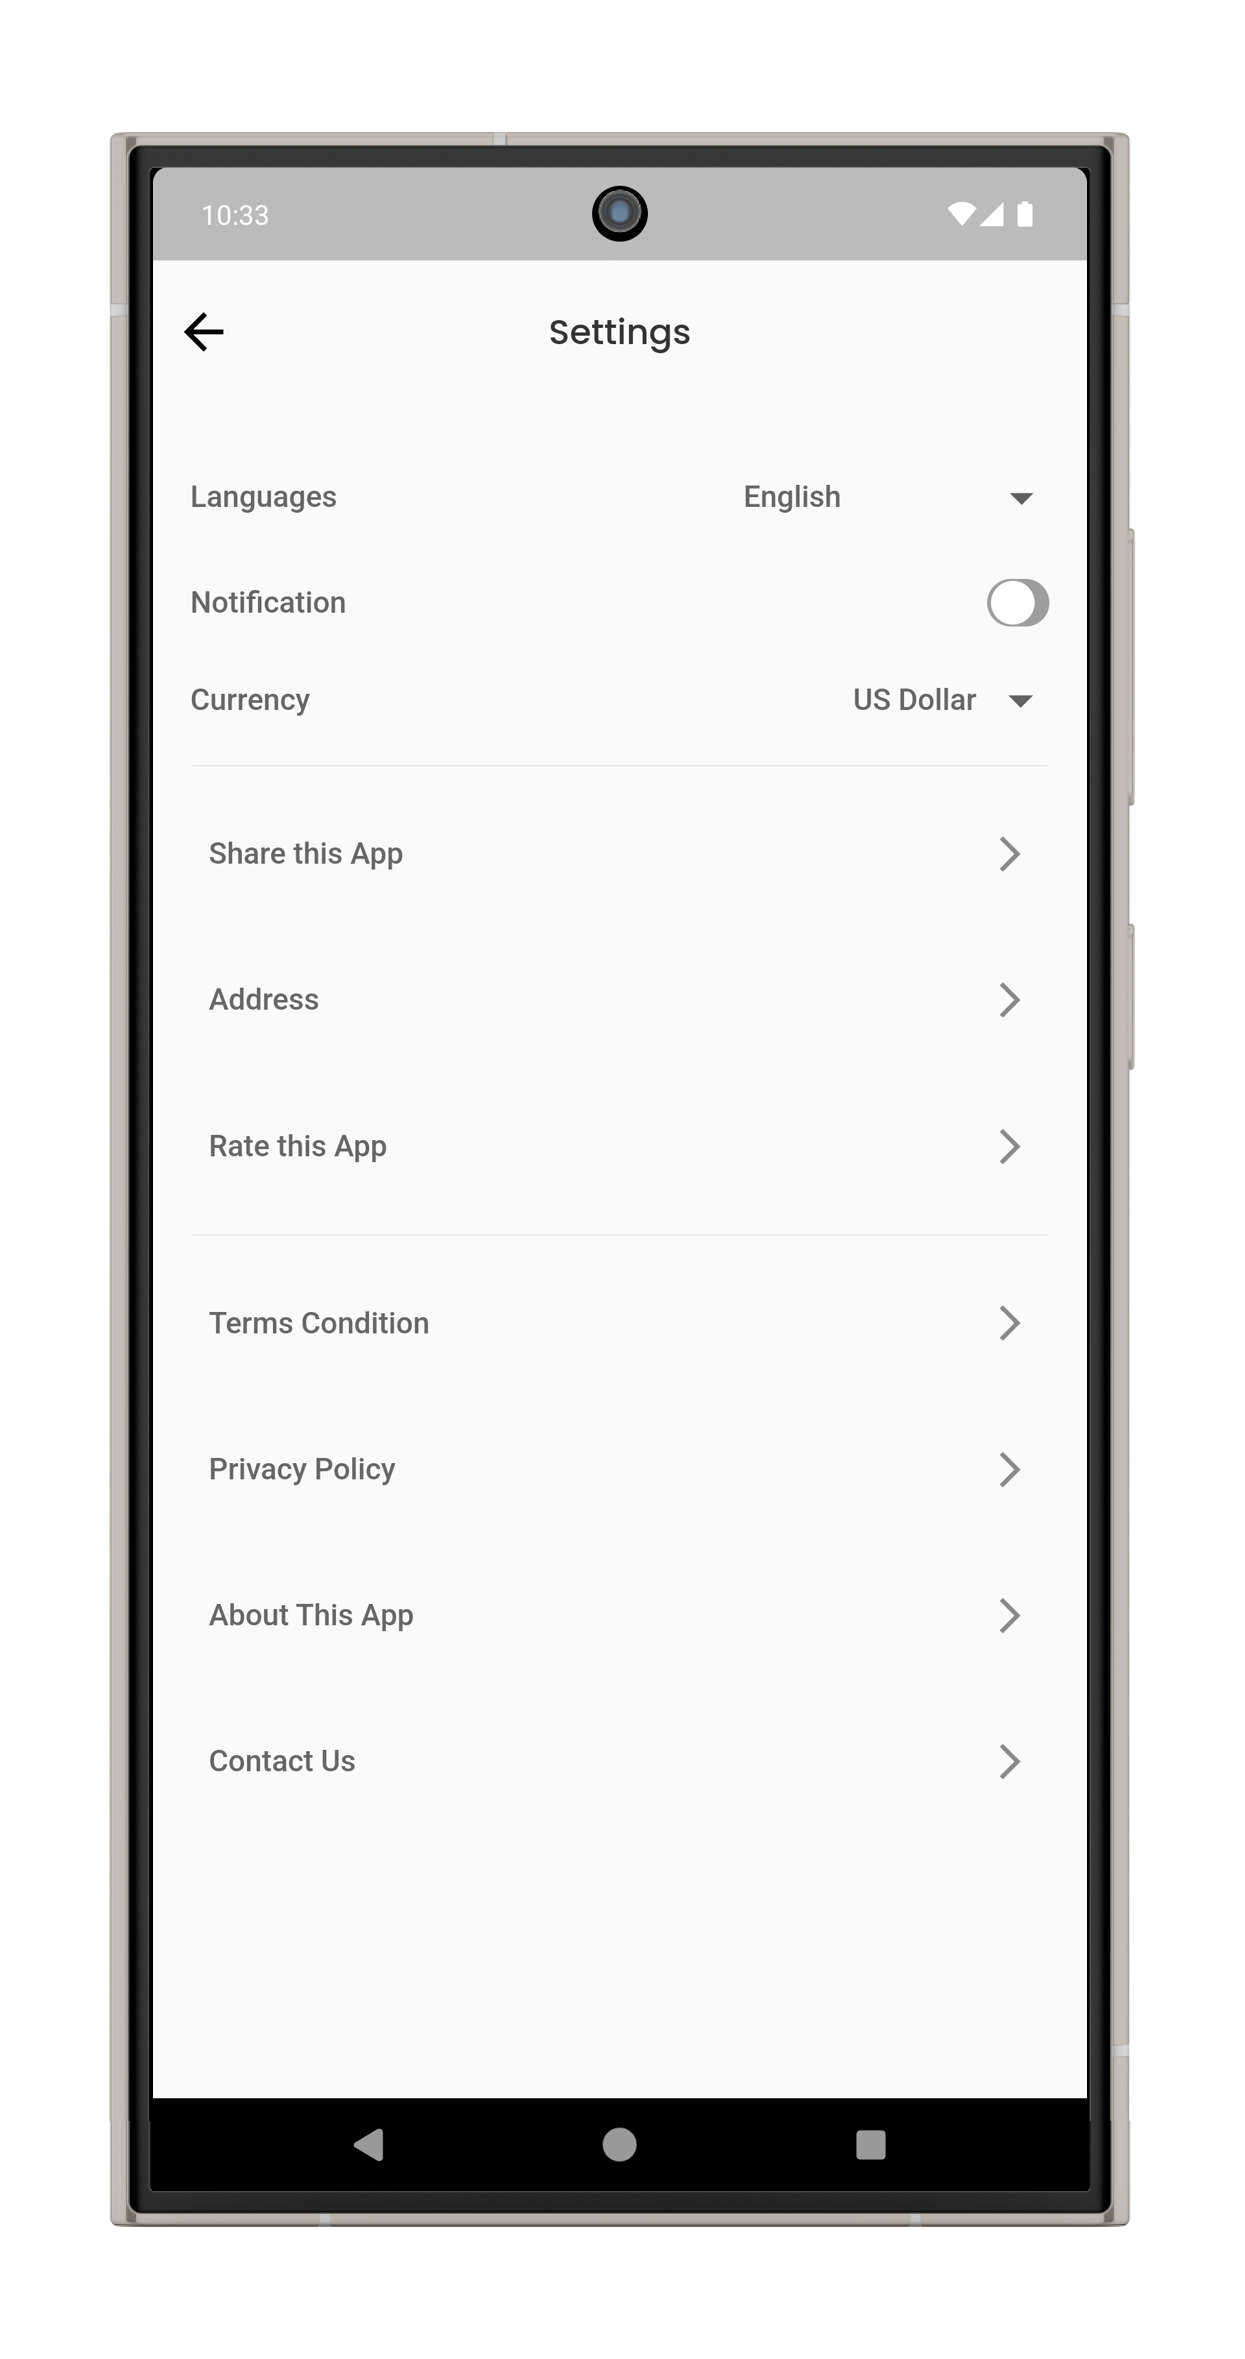 10:33
Settings
Languages English
Notification
Currency US Dollar
Share this App
Address
Rate this App
Terms Condition
Privacy Policy
About This App
Contact Us